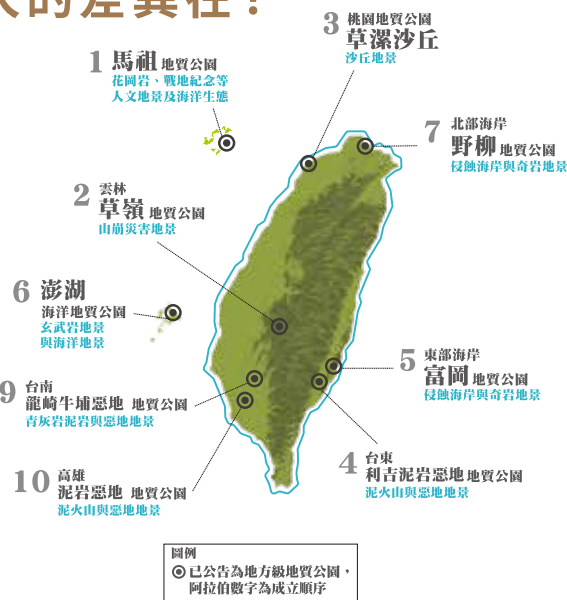 的差異在?
1 馬祖 地質公園
花岡岩、戰地紀念等
人文地景及海洋生態
3 桃園地質公園
草漯沙丘
沙丘地景
7 北部海岸
野柳 地質公園
侵蝕海岸與奇岩地景
2 雲林
草嶺 地質公園
山崩災害地景
6 澎湖
海洋地質公園
玄武岩地景
與海洋地景
5 東部海岸
富岡 地質公園
侵蝕海岸與奇岩地景
9 台南
龍崎牛埔惡地 地質公園
青灰岩泥岩與惡地地景
4 台東
利吉泥岩惡地 地質公園
泥火山與惡地地景
10 高雄
泥岩惡地 地質公園
泥火山與惡地地景
圖例
已公告為地方級地質公園,
阿拉伯數字為成立順序